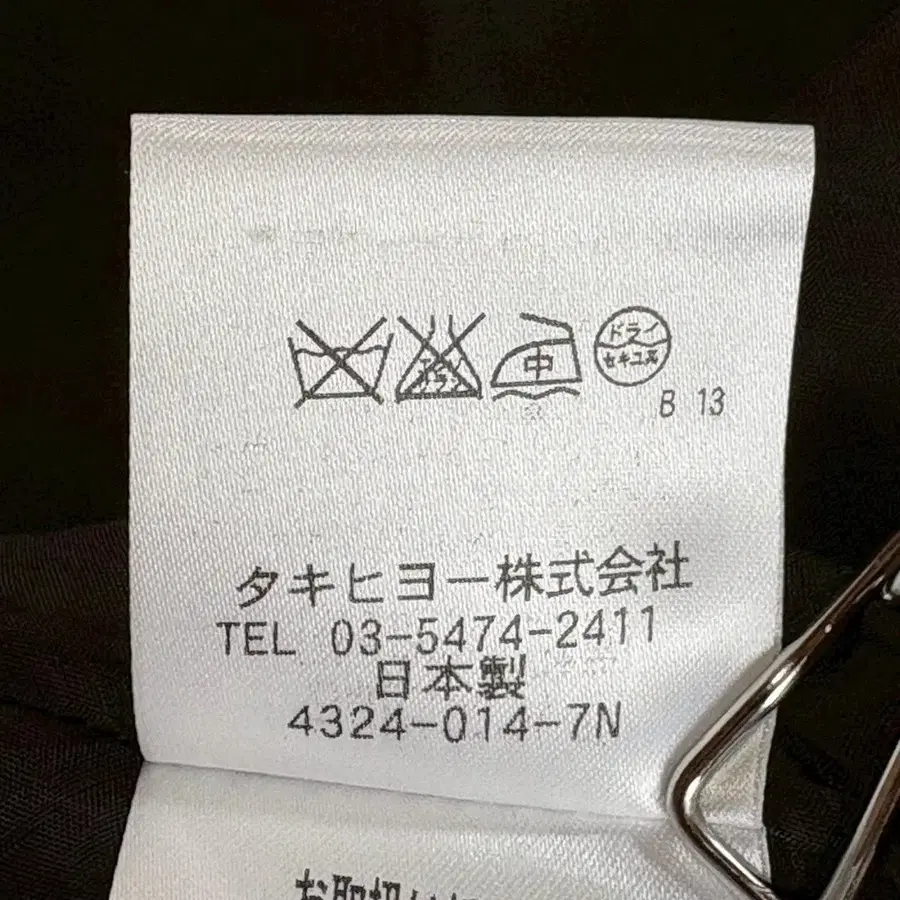 中 ドライ セキユ系
B 13
タキヒヨー株式会社
TEL 03-5474-2411
日本製
4324-014-7N